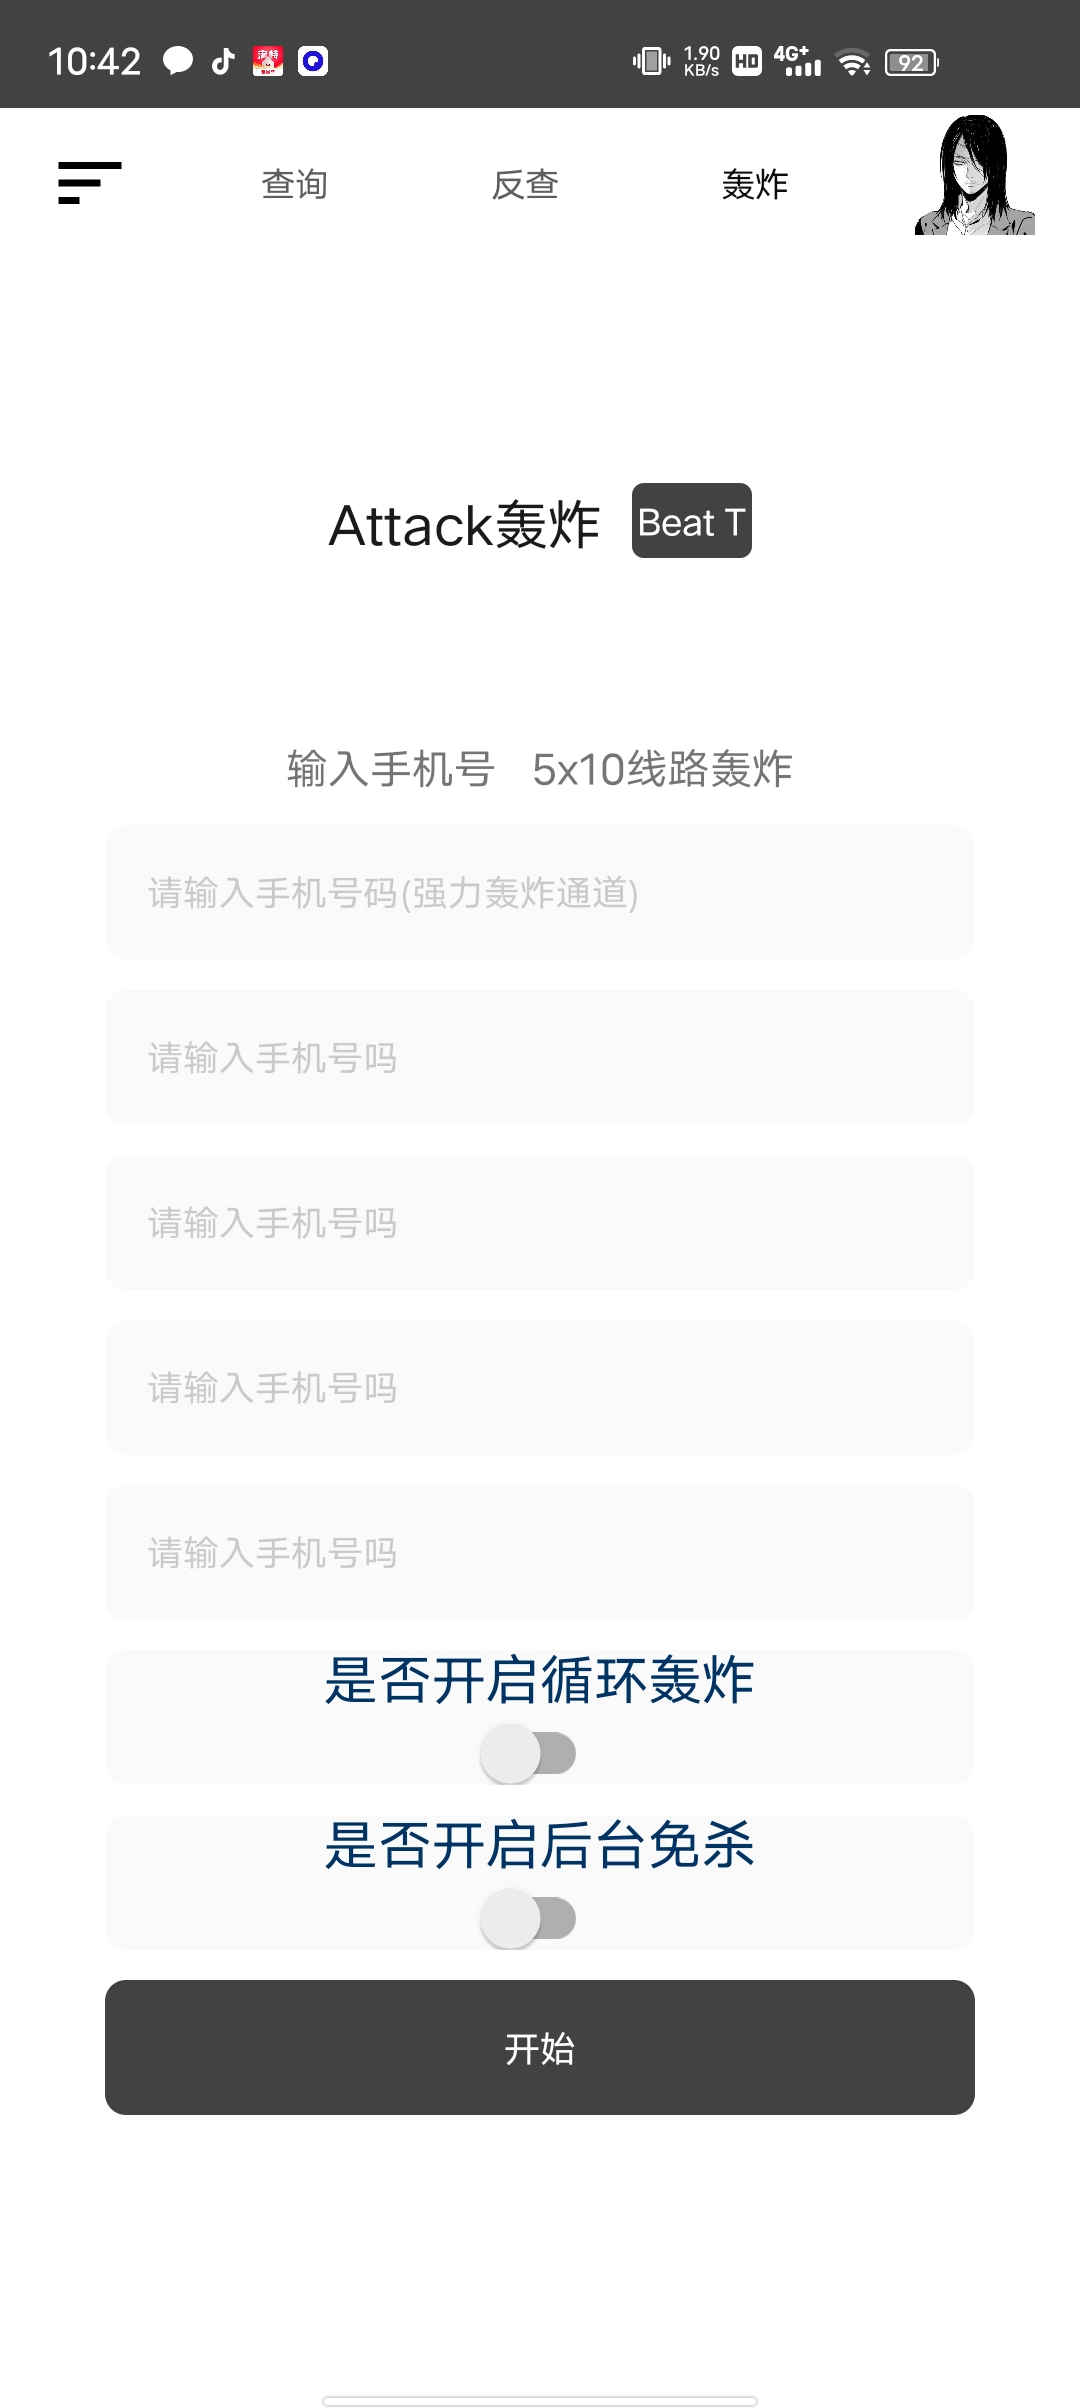 10:42
1.90
KB/s
HD
4G+
92
查询
反查
轰炸
Attack轰炸
Beat T
输入手机号 5x10线路轰炸
请输入手机号码(强力轰炸通道)
请输入手机号吗
请输入手机号吗
请输入手机号吗
请输入手机号吗
是否开启循环轰炸
是否开启后台免杀
开始